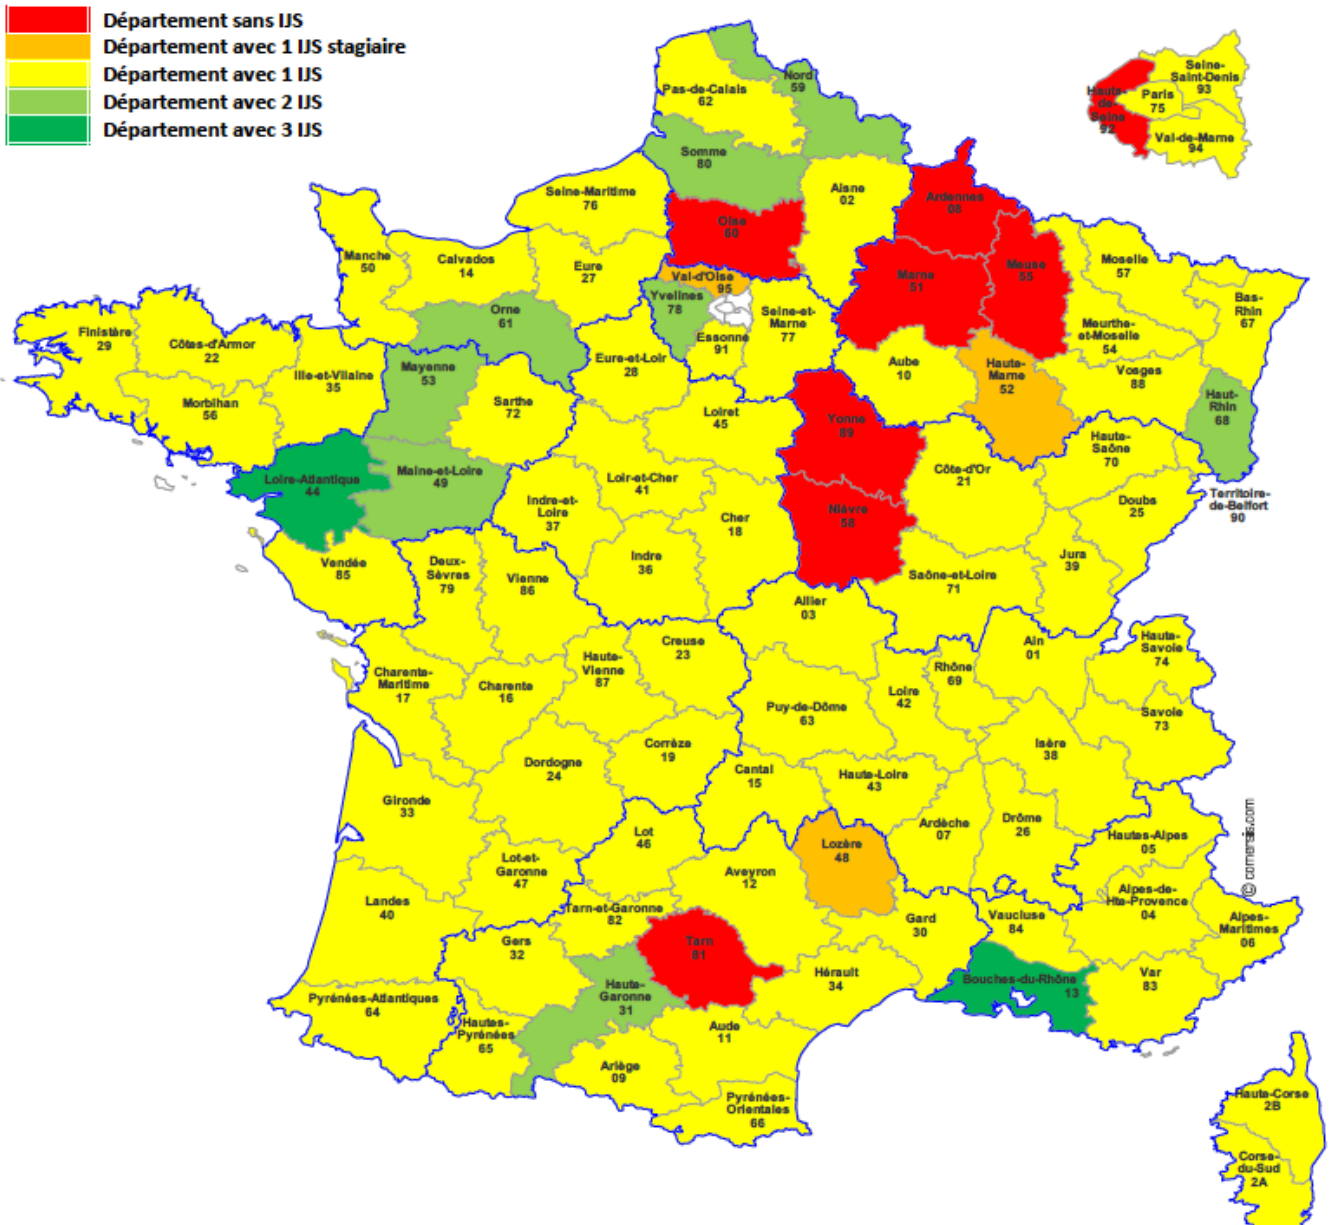 Département sans IJS
Département avec 1 IJS stagiaire
Département avec 1 IJS
Département avec 2 IJS
Département avec 3 IJS
Nord
59
Pas-de-Calais
62
Somme
80
Seine-
Saint-Denis
93
Hauts-
de-
Seine
92
Paris
75
Val-de-Marne
94
Seine-Maritime
76
Oise
60
Aisne
02
Ardennes
08
Manche
50
Calvados
14
Eure
27
Val-d'Oise
95
Marne
51
Meuse
55
Moselle
57
Bas-
Rhin
67
Finistère
29
Côtes-d'Armor
22
Orne
61
Yvelines
78
Essonne
91
Seine-et-
Marne
77
Meurthe-
et-Moselle
54
Ille-et-Vilaine
35
Mayenne
53
Eure-et-Loir
28
Aube
10
Haute-
Marne
52
Vosges
88
Haut-
Rhin
68
Morbihan
56
Sarthe
72
Loiret
45
Yonne
89
Haute-
Saône
70
Loire-Atlantique
44
Maine-et-Loire
49
Loir-et-Cher
41
Côte-d'Or
21
Territoire-
de-Belfort
90
Indre-et-
Loire
37
Cher
18
Nièvre
58
Doubs
25
Vendée
85
Deux-
Sèvres
79
Vienne
86
Indre
36
Saône-et-Loire
71
Jura
39
Allier
03
Creuse
23
Haute-
Vienne
87
Ain
01
Haute-
Savoie
74
Charente-
Maritime
17
Charente
16
Puy-de-Dôme
63
Loire
42
Rhône
69
Savoie
73
Corrèze
19
Isère
38
Dordogne
24
Cantal
15
Haute-Loire
43
Gironde
33
Ardèche
07
Drôme
26
Hautes-Alpes
05
© comersis.com
Lot
46
Lozère
48
Lot-et-
Garonne
47
Aveyron
12
Landes
40
Tarn-et-Garonne
82
Gard
30
Vaucluse
84
Alpes-de-
Hte-Provence
04
Alpes-
Maritimes
06
Gers
32
Tarn
81
Hérault
34
Bouches-du-Rhône
13
Var
83
Pyrénées-Atlantiques
64
Haute-
Garonne
31
Hautes-
Pyrénées
65
Aude
11
Ariège
09
Pyrénées-
Orientales
66
Haute-Corse
2B
Corse-
du-Sud
2A